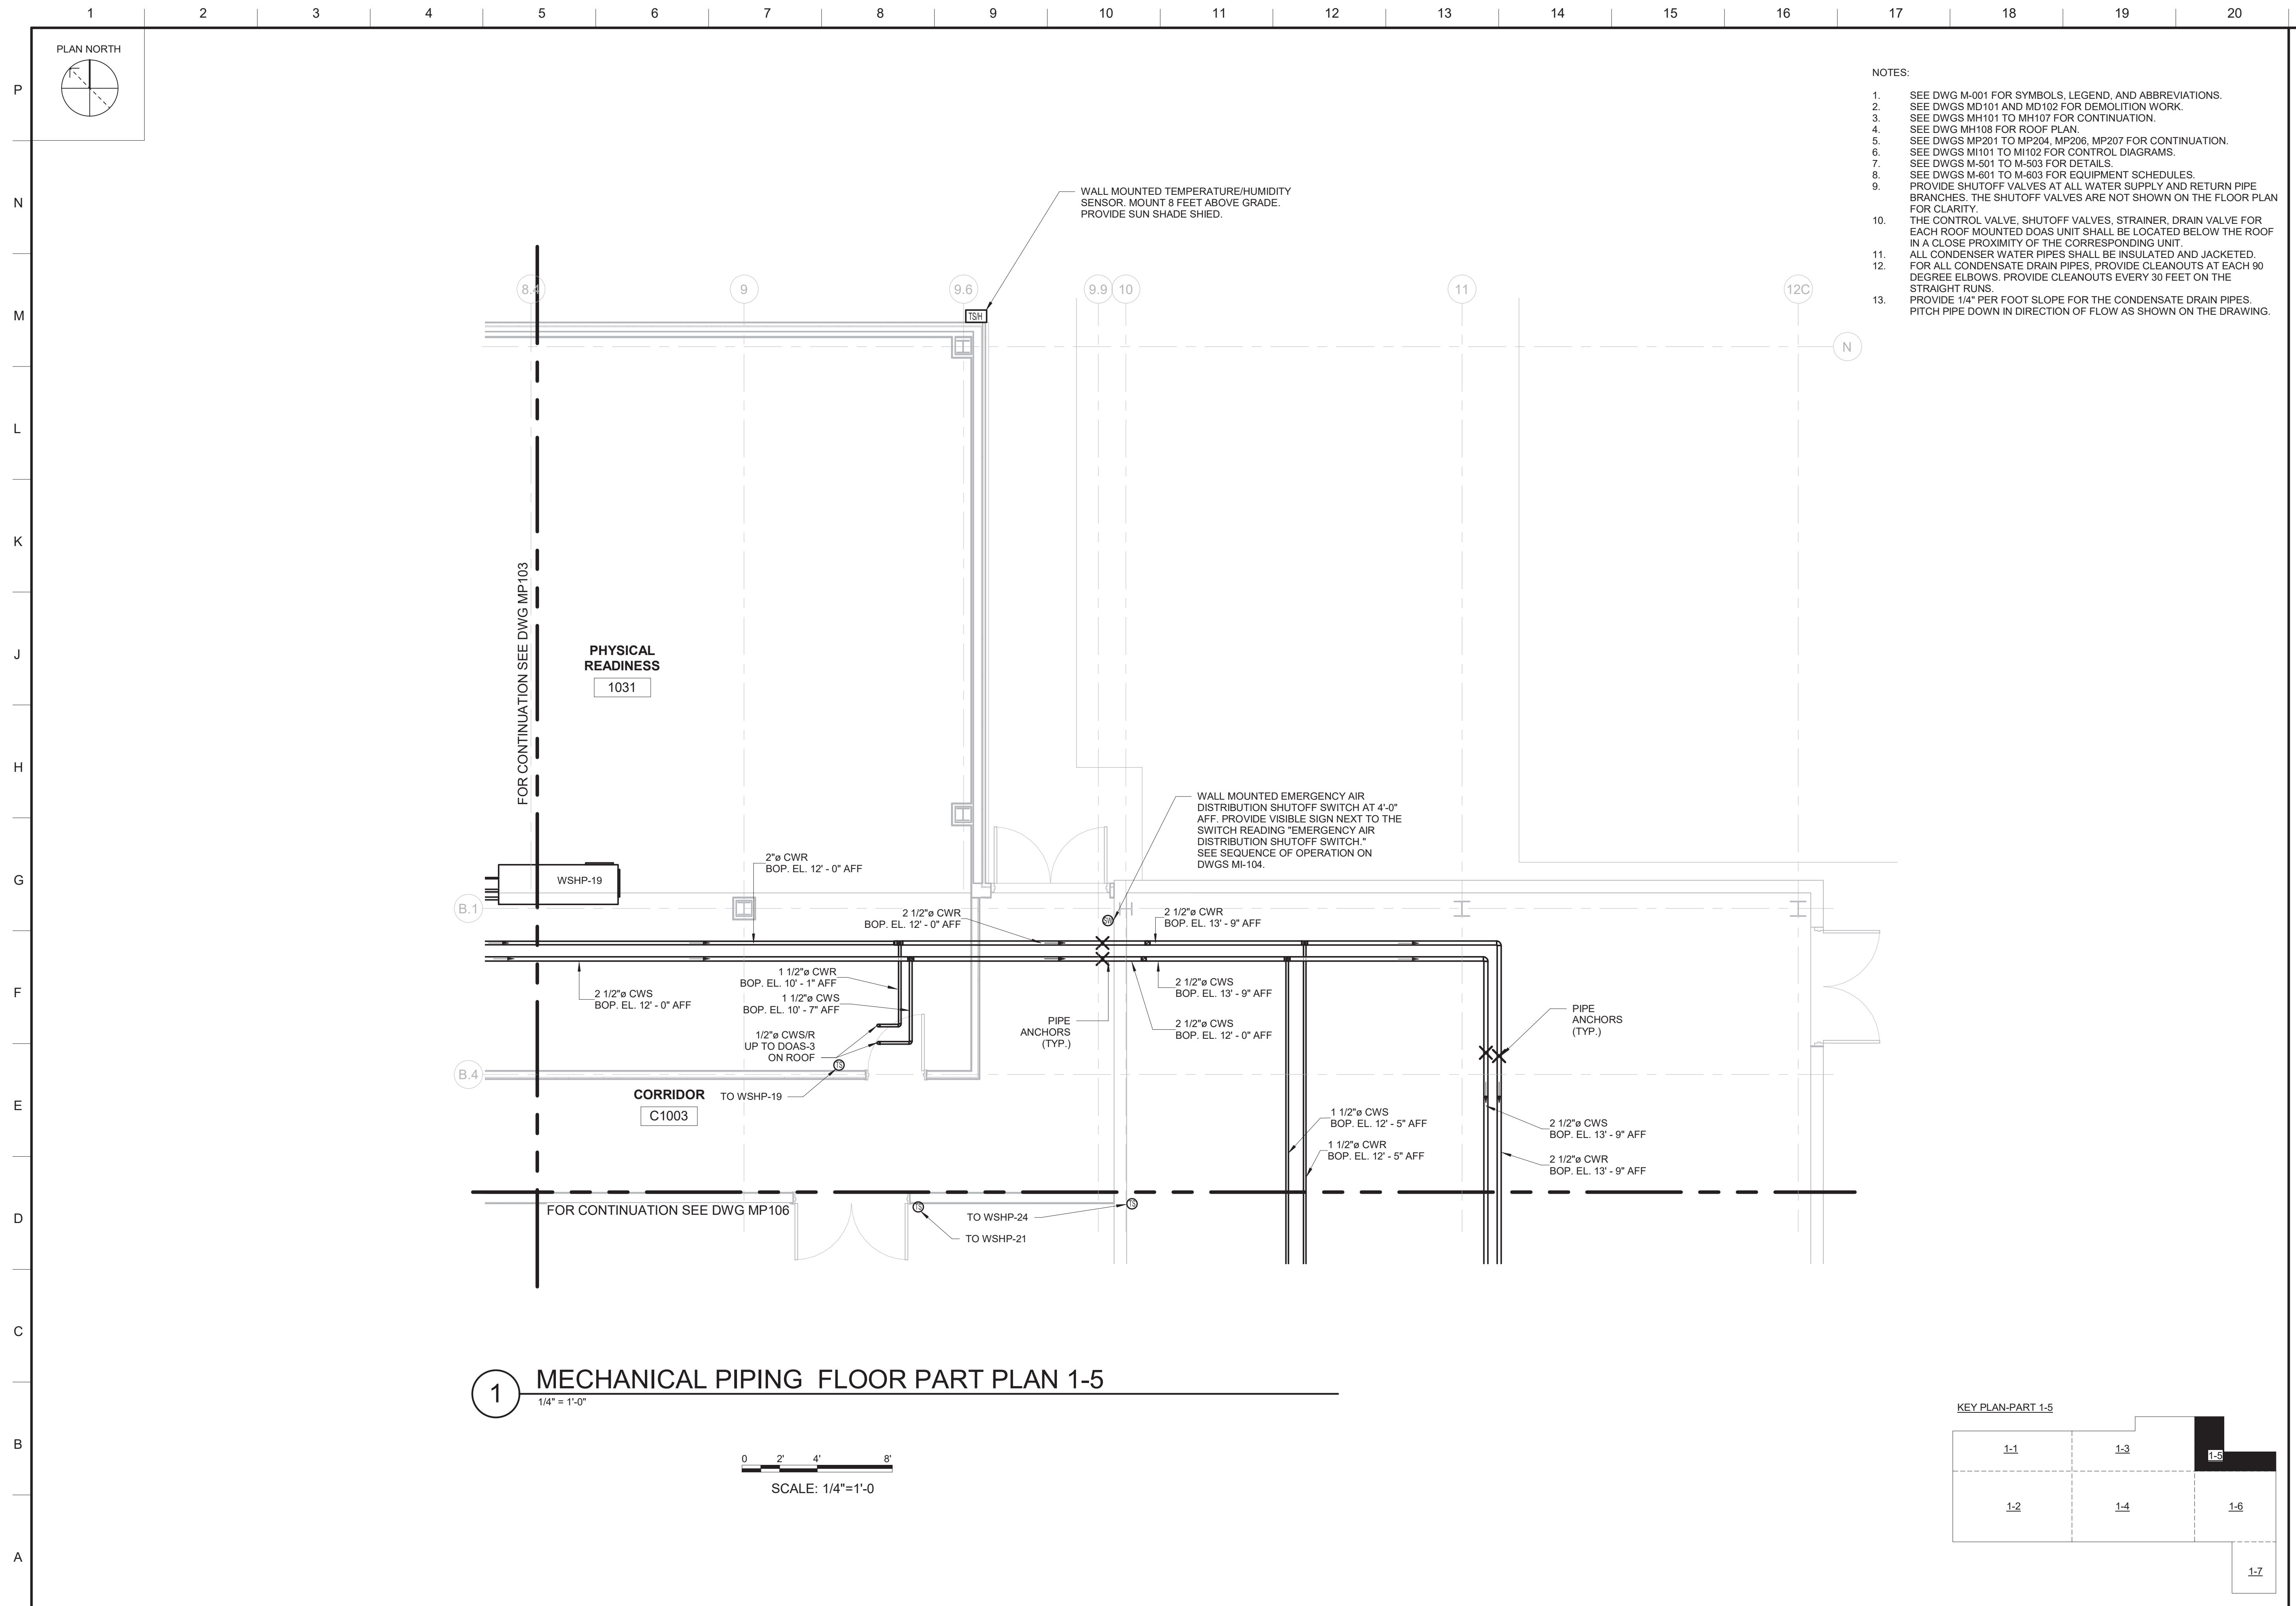 1 2 3 4 5 6 7 8 9 10 11 12 13 14 15 16 17 18 19 20
P
N
M
L
K
J
H
G
F
E
D
C
B
A
PLAN NORTH
NOTES:
1. SEE DWG M-001 FOR SYMBOLS, LEGEND, AND ABBREVIATIONS.
2. SEE DWGS MD101 AND MD102 FOR DEMOLITION WORK.
3. SEE DWGS MH101 TO MH107 FOR CONTINUATION.
4. SEE DWG MH108 FOR ROOF PLAN.
5. SEE DWGS MP201 TO MP204, MP206, MP207 FOR CONTINUATION.
6. SEE DWGS MI101 TO MI102 FOR CONTROL DIAGRAMS.
7. SEE DWGS M-501 TO M-503 FOR DETAILS.
8. SEE DWGS M-601 TO M-603 FOR EQUIPMENT SCHEDULES.
9. PROVIDE SHUTOFF VALVES AT ALL WATER SUPPLY AND RETURN PIPE
BRANCHES. THE SHUTOFF VALVES ARE NOT SHOWN ON THE FLOOR PLAN
FOR CLARITY.
10. THE CONTROL VALVE, SHUTOFF VALVES, STRAINER, DRAIN VALVE FOR
EACH ROOF MOUNTED DOAS UNIT SHALL BE LOCATED BELOW THE ROOF
IN A CLOSE PROXIMITY OF THE CORRESPONDING UNIT.
11. ALL CONDENSER WATER PIPES SHALL BE INSULATED AND JACKETED.
12. FOR ALL CONDENSATE DRAIN PIPES, PROVIDE CLEANOUTS AT EACH 90
DEGREE ELBOWS. PROVIDE CLEANOUTS EVERY 30 FEET ON THE
STRAIGHT RUNS.
13. PROVIDE 1/4" PER FOOT SLOPE FOR THE CONDENSATE DRAIN PIPES.
PITCH PIPE DOWN IN DIRECTION OF FLOW AS SHOWN ON THE DRAWING.
WALL MOUNTED TEMPERATURE/HUMIDITY
SENSOR. MOUNT 8 FEET ABOVE GRADE.
PROVIDE SUN SHADE SHIED.
8.4 9 9.6 9.9 10 11 12C
TS/H
N
FOR CONTINUATION SEE DWG MP103
PHYSICAL
READINESS
1031
WALL MOUNTED EMERGENCY AIR
DISTRIBUTION SHUTOFF SWITCH AT 4'-0"
AFF. PROVIDE VISIBLE SIGN NEXT TO THE
SWITCH READING "EMERGENCY AIR
DISTRIBUTION SHUTOFF SWITCH."
SEE SEQUENCE OF OPERATION ON
DWGS MI-104.
2"ø CWR
BOP. EL. 12' - 0" AFF
WSHP-19
B.1
2 1/2"ø CWR
BOP. EL. 12' - 0" AFF
SW
2 1/2"ø CWR
BOP. EL. 13' - 9" AFF
1 1/2"ø CWR
BOP. EL. 10' - 1" AFF
1 1/2"ø CWS
BOP. EL. 10' - 7" AFF
2 1/2"ø CWS
BOP. EL. 12' - 0" AFF
2 1/2"ø CWS
BOP. EL. 13' - 9" AFF
2 1/2"ø CWS
BOP. EL. 12' - 0" AFF
PIPE
ANCHORS
(TYP.)
PIPE
ANCHORS
(TYP.)
1/2"ø CWS/R
UP TO DOAS-3
ON ROOF
TS
B.4
CORRIDOR
C1003
TO WSHP-19
1 1/2"ø CWS
BOP. EL. 12' - 5" AFF
1 1/2"ø CWR
BOP. EL. 12' - 5" AFF
2 1/2"ø CWS
BOP. EL. 13' - 9" AFF
2 1/2"ø CWR
BOP. EL. 13' - 9" AFF
FOR CONTINUATION SEE DWG MP106
TS
TS
TO WSHP-24
TO WSHP-21
1
MECHANICAL PIPING FLOOR PART PLAN 1-5
1/4" = 1'-0"
0 2' 4' 8'
SCALE: 1/4"=1'-0
KEY PLAN-PART 1-5
1-1
1-3
1-5
1-2
1-4
1-6
1-7